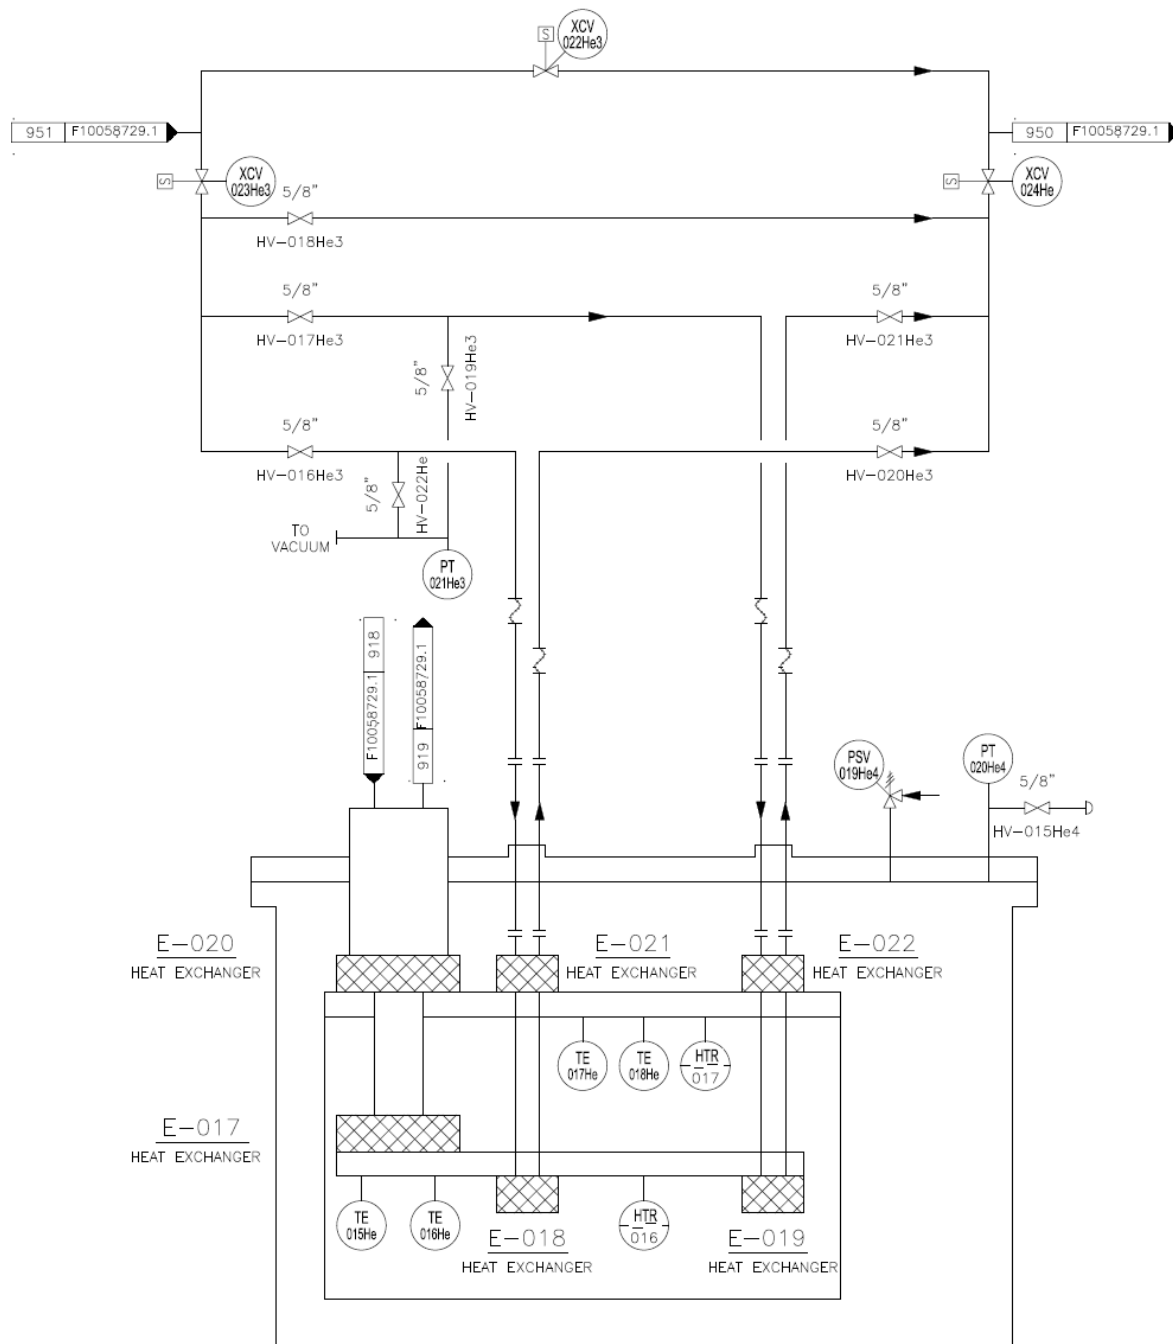 XCV
022He3
S
951 F10058729.1
950 F10058729.1
S
XCV
023He3
S
XCV
024He
5/8"
HV-018He3
5/8"
HV-017He3
5/8"
HV-019He3
5/8"
HV-021He3
5/8"
HV-016He3
5/8"
HV-022He
5/8"
HV-020He3
TO
VACUUM
PT
021He3
F10058729.1 918
919 F10058729.1
PSV
019He4
PT
020He4
5/8"
HV-015He4
E-020
HEAT EXCHANGER
E-021
HEAT EXCHANGER
E-022
HEAT EXCHANGER
TE
017He
TE
018He
HTR
017
E-017
HEAT EXCHANGER
TE
015He
TE
016He
E-018
HEAT EXCHANGER
HTR
016
E-019
HEAT EXCHANGER